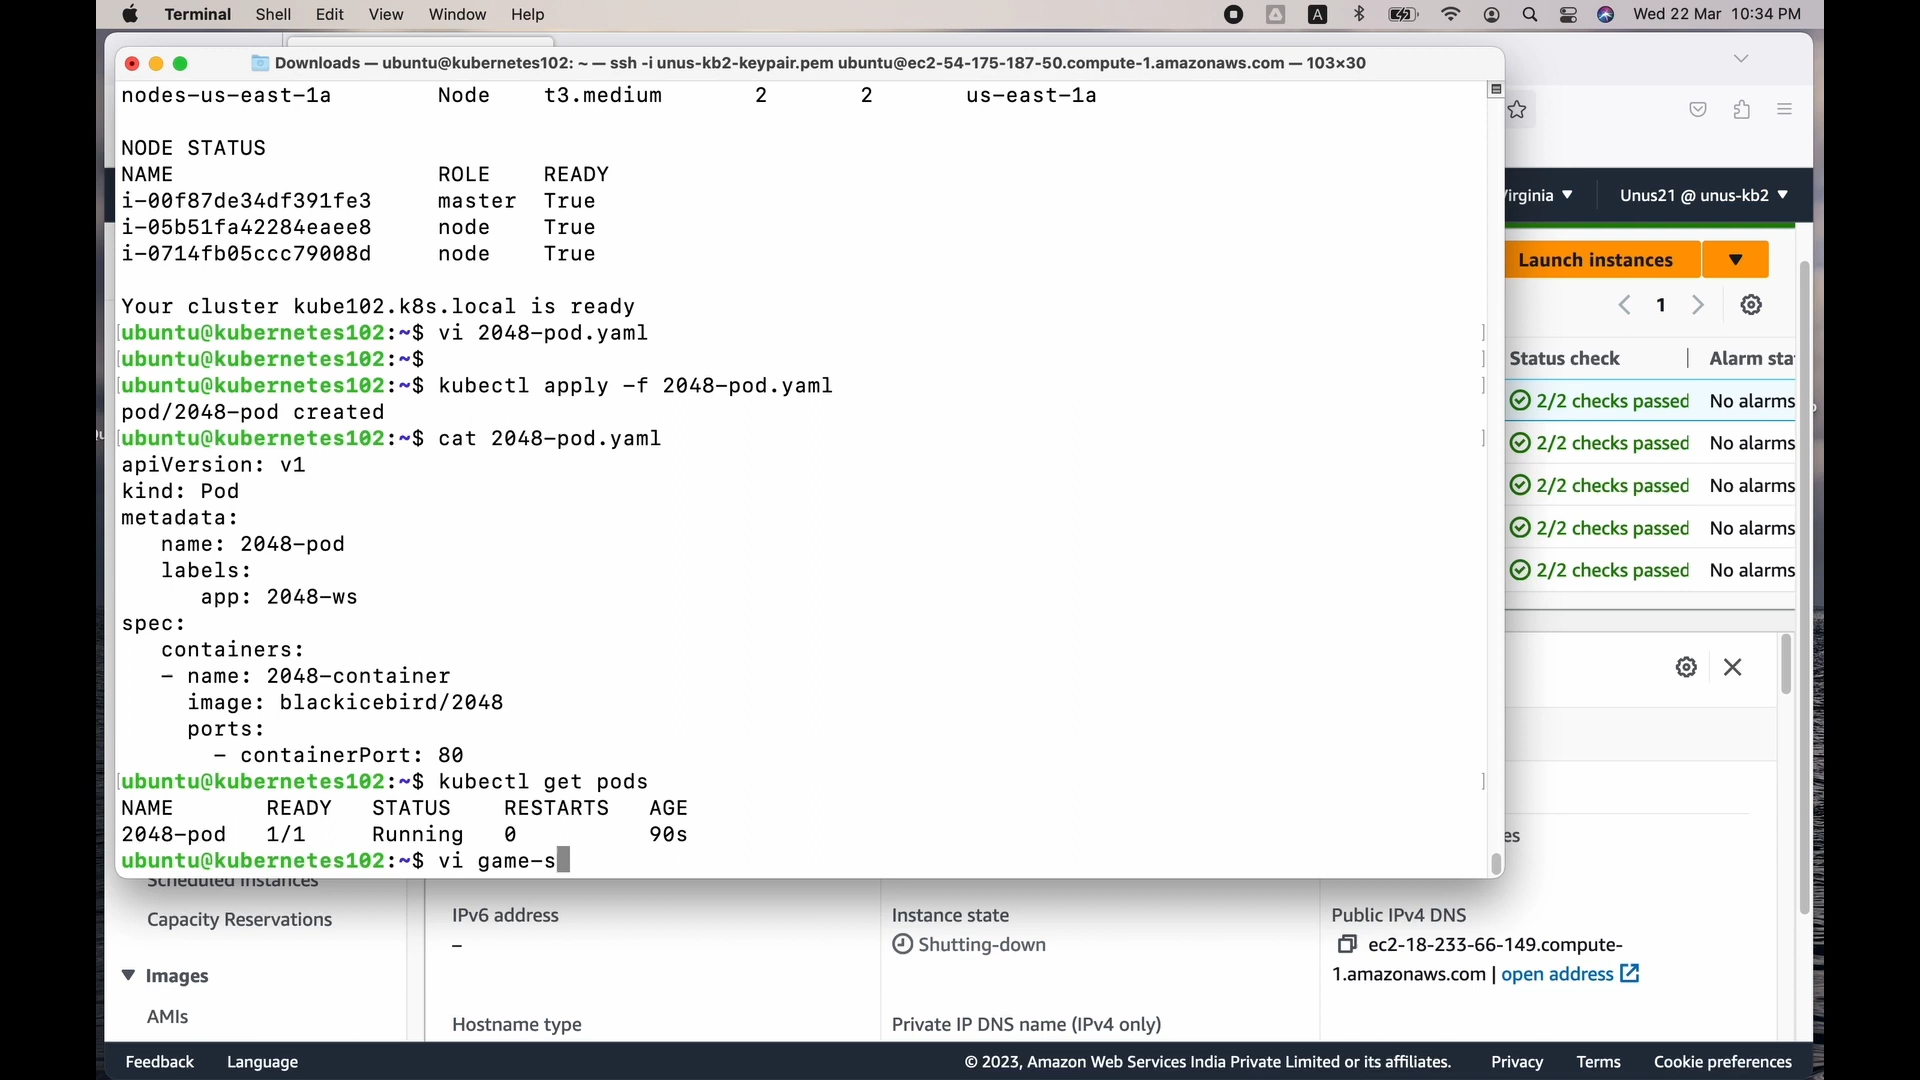 Terminal Shell Edit View Window Help
A
Wed 22 Mar 10:34 PM
Downloads — ubuntu@kubernetes102: ~ — ssh -i unus-kb2-keypair.pem ubuntu@ec2-54-175-187-50.compute-1.amazonaws.com — 103×30
nodes-us-east-1a Node t3.medium 2 2 us-east-1a
NODE STATUS
NAME ROLE READY
i-00f87de34df391fe3 master True
i-05b51fa42284eaee8 node True
i-0714fb05ccc79008d node True
Your cluster kube102.k8s.local is ready
ubuntu@kubernetes102:~$ vi 2048-pod.yaml
ubuntu@kubernetes102:~$
ubuntu@kubernetes102:~$ kubectl apply -f 2048-pod.yaml
pod/2048-pod created
ubuntu@kubernetes102:~$ cat 2048-pod.yaml
apiVersion: v1
kind: Pod
metadata:
name: 2048-pod
labels:
app: 2048-ws
spec:
containers:
- name: 2048-container
image: blackicebird/2048
ports:
- containerPort: 80
ubuntu@kubernetes102:~$ kubectl get pods
NAME READY STATUS RESTARTS AGE
2048-pod 1/1 Running 0 90s
ubuntu@kubernetes102:~$ vi game-s
Virginia Unus21 @ unus-kb2
Launch instances
1
Status check Alarm sta
2/2 checks passed No alarms
2/2 checks passed No alarms
2/2 checks passed No alarms
2/2 checks passed No alarms
2/2 checks passed No alarms
es
Scheduled Instances
Capacity Reservations
Images
AMIs
IPv6 address
–
Hostname type
Instance state
Shutting-down
Private IP DNS name (IPv4 only)
Public IPv4 DNS
ec2-18-233-66-149.compute-
1.amazonaws.com | open address
Feedback Language
© 2023, Amazon Web Services India Private Limited or its affiliates. Privacy Terms Cookie preferences